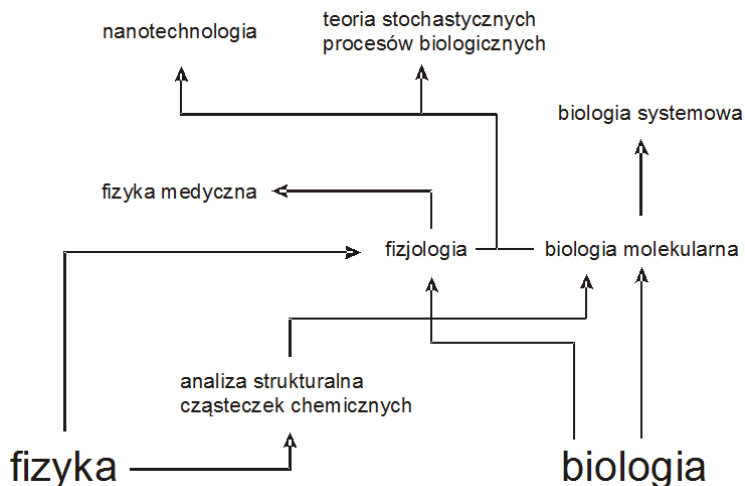 nanotechnologia
teoria stochastycznych
procesów biologicznych
biologia systemowa
fizyka medyczna
fizjologia
biologia molekularna
analiza strukturalna
cząsteczek chemicznych
fizyka
biologia